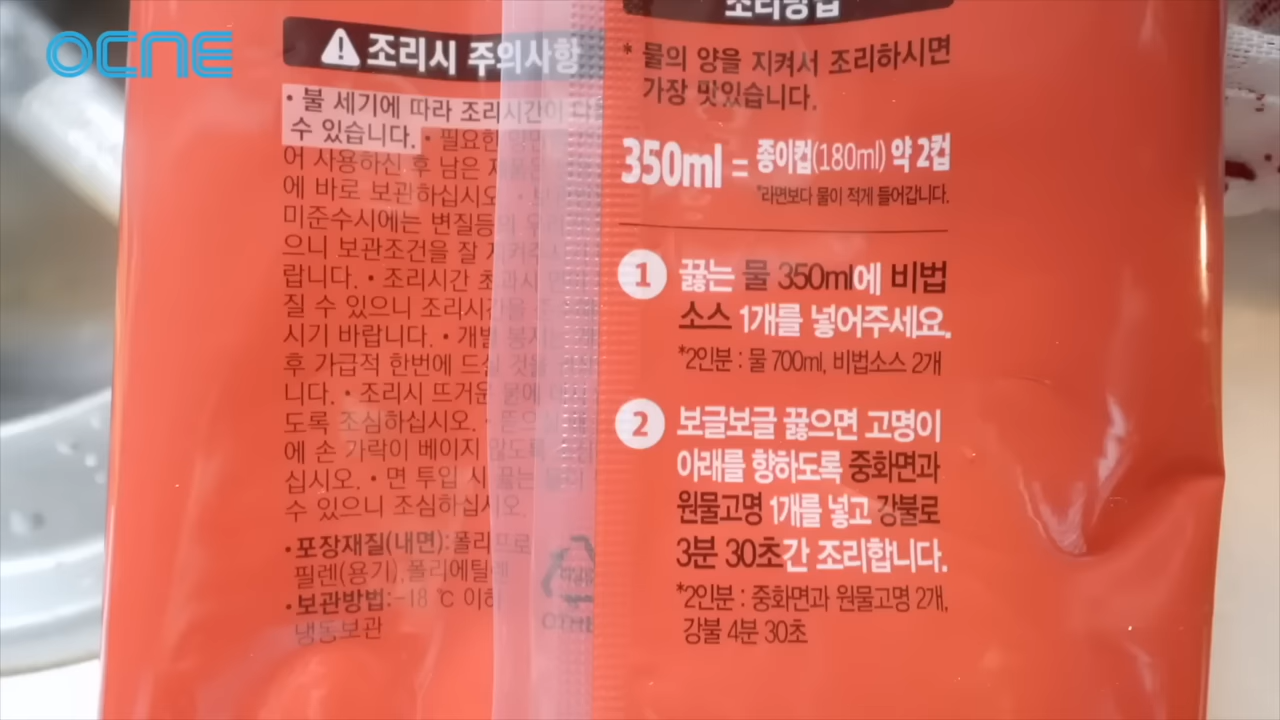 OCNE
조리시 주의사항
• 불 세기에 따라 조리시간이
수 있습니다. • 필요한
어 사용하신 후 남은
에 바로 보관하십시오
미준수시에는 변질등의
으니 보관조건을 잘
랍니다. • 조리시간
질 수 있으니
시기 바랍니다. •
후 가급적 한번에 드실 것을
니다. • 조리시 뜨거운 물에
도록 조심하십시오.
에 손 가락이 베이지 않도록
십시오. • 면 투입 시 끓는
수 있으니 조심하십시오.
• 포장재질(내면):폴리프로
필렌(용기),폴리에틸렌
• 보관방법:-18 ℃ 이하
냉동보관
조리방법
* 물의 양을 지켜서 조리하시면
가장 맛있습니다.
350ml = 종이컵(180ml) 약 2컵
*라면보다 물이 적게 들어갑니다.
1 끓는 물 350ml에 비법
소스 1개를 넣어주세요.
*2인분 : 물 700ml, 비법소스 2개
2 보글보글 끓으면 고명이
아래를 향하도록 중화면과
원물고명 1개를 넣고 강불로
3분 30초간 조리합니다.
*2인분 : 중화면과 원물고명 2개,
강불 4분 30초